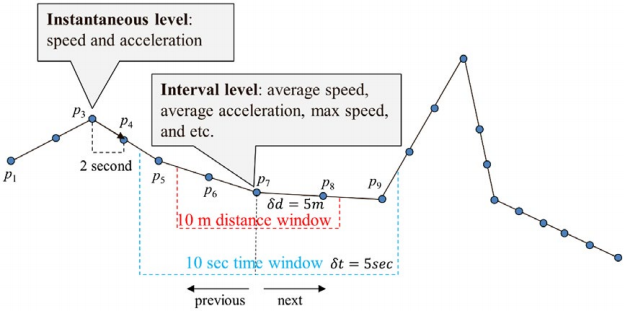 Instantaneous level:
speed and acceleration
Interval level: average speed,
average acceleration, max speed,
and etc.
p3
p4
2 second
p1
p5
p6
p7
p8
p9
δd = 5m
10 m distance window
10 sec time window δt = 5sec
previous next